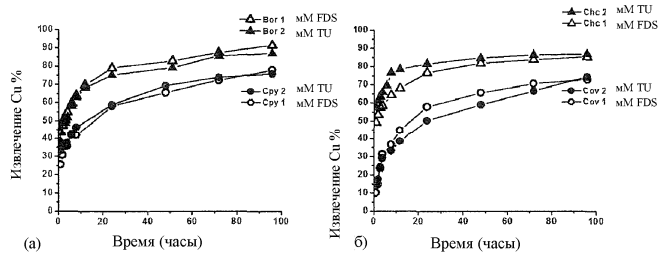 Bor 1 мМ FDS
Bor 2 мМ TU
Cpy 2 мМ TU
Cpy 1 мМ FDS
Извлечение Cu %
100
90
80
70
60
50
40
30
20
10
0
0 20 40 60 80 100
(а) Время (часы)
Chc 2 мМ TU
Chc 1 мМ FDS
Cov 2 мМ TU
Cov 1 мМ FDS
Извлечение Cu %
100
90
80
70
60
50
40
30
20
10
0
0 20 40 60 80 100
б) Время (часы)